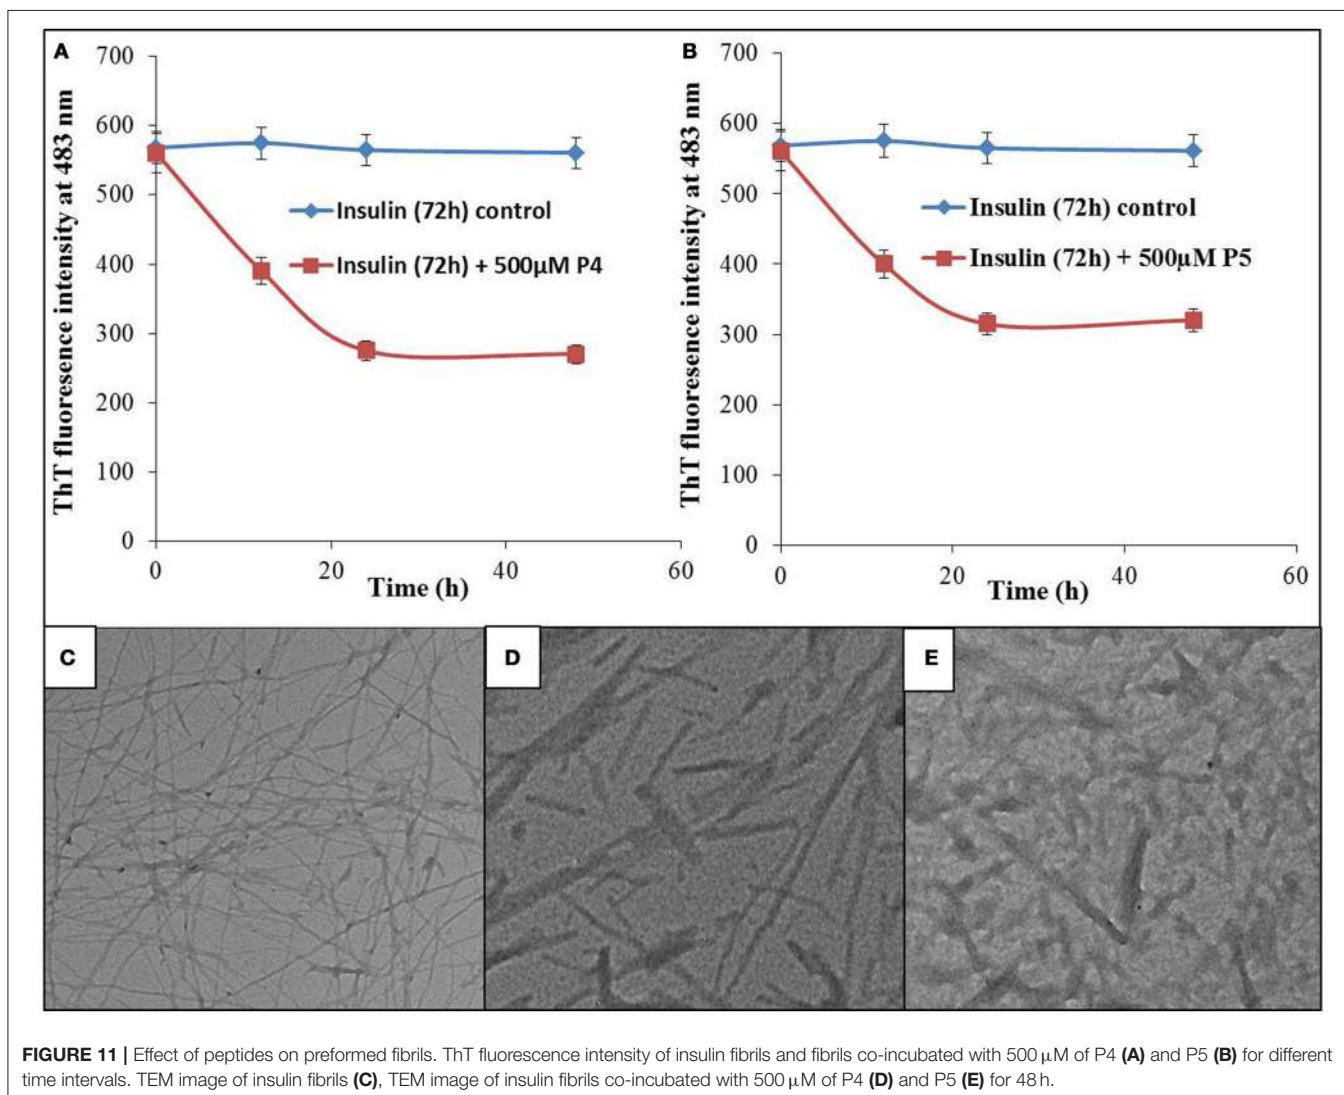 A
ThT fluoresence intensity at 483 nm
700
600
500
400
300
200
100
0
0
20
40
60
Time (h)
Insulin (72h) control
Insulin (72h) + 500µM P4
B
ThT fluoresence intensity at 483 nm
700
600
500
400
300
200
100
0
0
20
40
60
Time (h)
Insulin (72h) control
Insulin (72h) + 500µM P5
C
D
E
FIGURE 11 | Effect of peptides on preformed fibrils. ThT fluorescence intensity of insulin fibrils and fibrils co-incubated with 500 µM of P4 (A) and P5 (B) for different
time intervals. TEM image of insulin fibrils (C), TEM image of insulin fibrils co-incubated with 500 µM of P4 (D) and P5 (E) for 48 h.